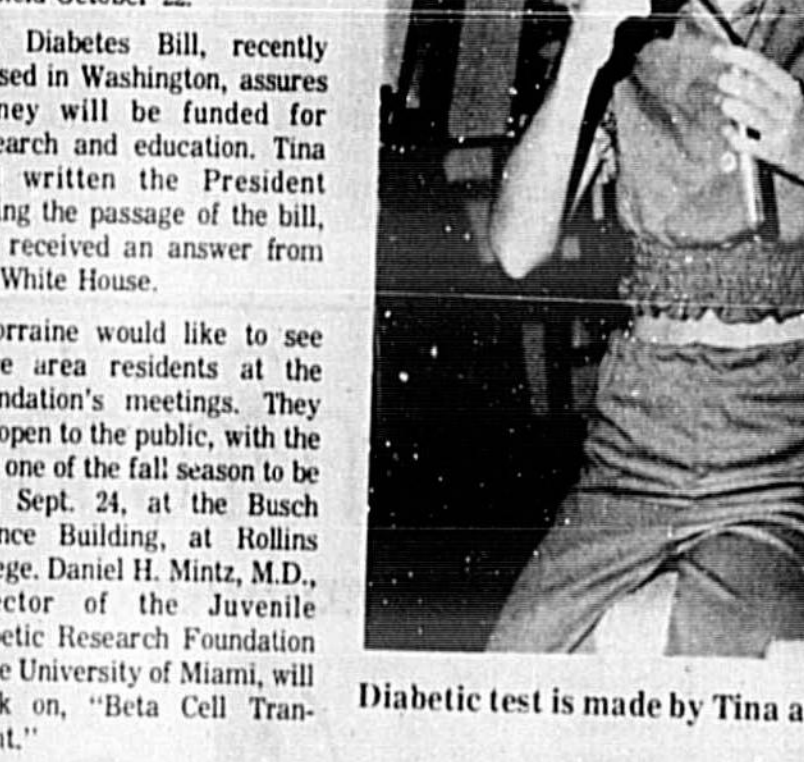 Diabetes Bill, recently
sed in Washington, assures
ney will be funded for
earch and education. Tina
written the President
ing the passage of the bill,
received an answer from
White House.
orraine would like to see
e area residents at the
ndation's meetings. They
open to the public, with the
one of the fall season to be
Sept. 24, at the Busch
nce Building, at Rollins
ege. Daniel H. Mintz, M.D.,
ector of the Juvenile
etic Research Foundation
e University of Miami, will
k on, "Beta Cell Tran-
nt."
Diabetic test is made by Tina a